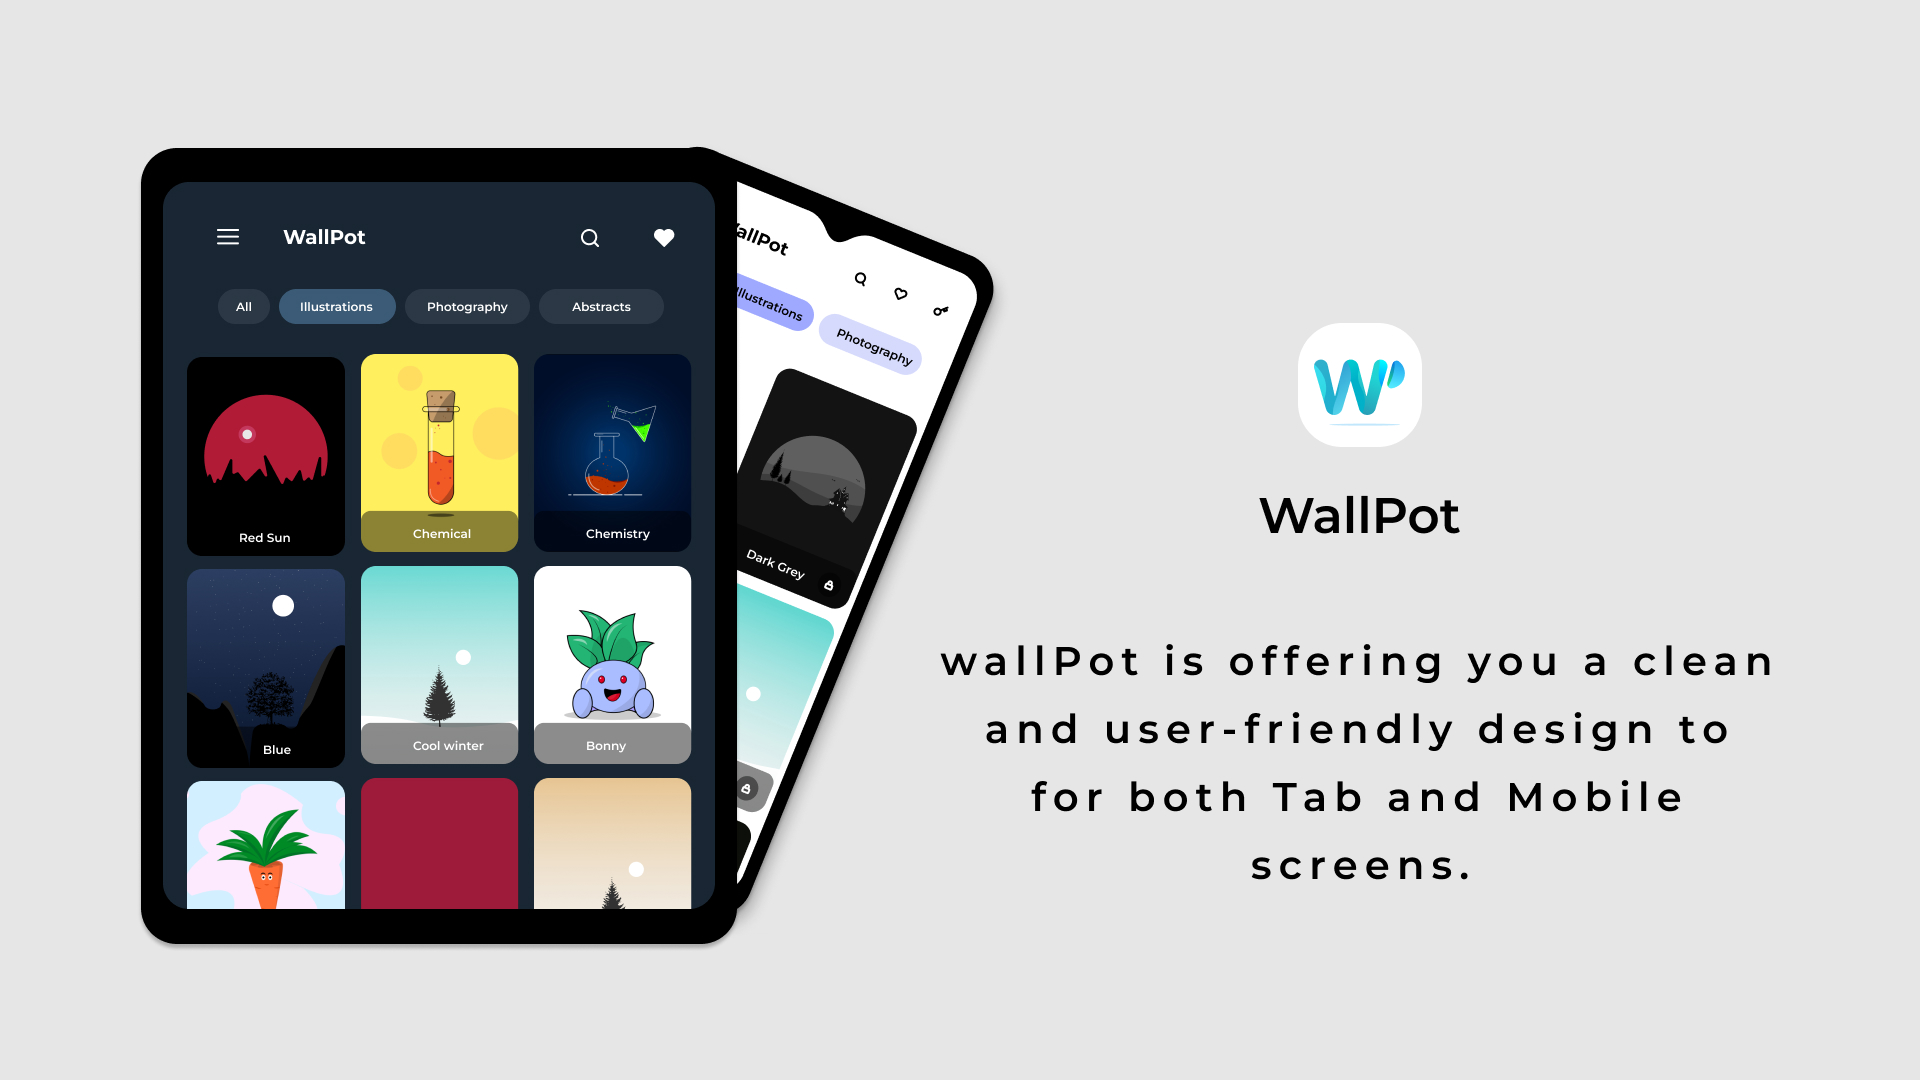 WallPot
All
Illustrations
Photography
Abstracts
Red Sun
Chemical
Chemistry
Blue
Cool winter
Bonny
WallPot
Illustrations
Photography
Dark Grey
WallPot
wallPot is offering you a clean
and user-friendly design to
for both Tab and Mobile
screens.